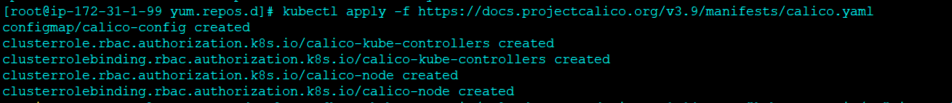 [root@ip-172-31-1-99 yum.repos.d]# kubectl apply -f https://docs.projectcalico.org/v3.9/manifests/calico.yaml
configmap/calico-config created
clusterrole.rbac.authorization.k8s.io/calico-kube-controllers created
clusterrolebinding.rbac.authorization.k8s.io/calico-kube-controllers created
clusterrole.rbac.authorization.k8s.io/calico-node created
clusterrolebinding.rbac.authorization.k8s.io/calico-node created